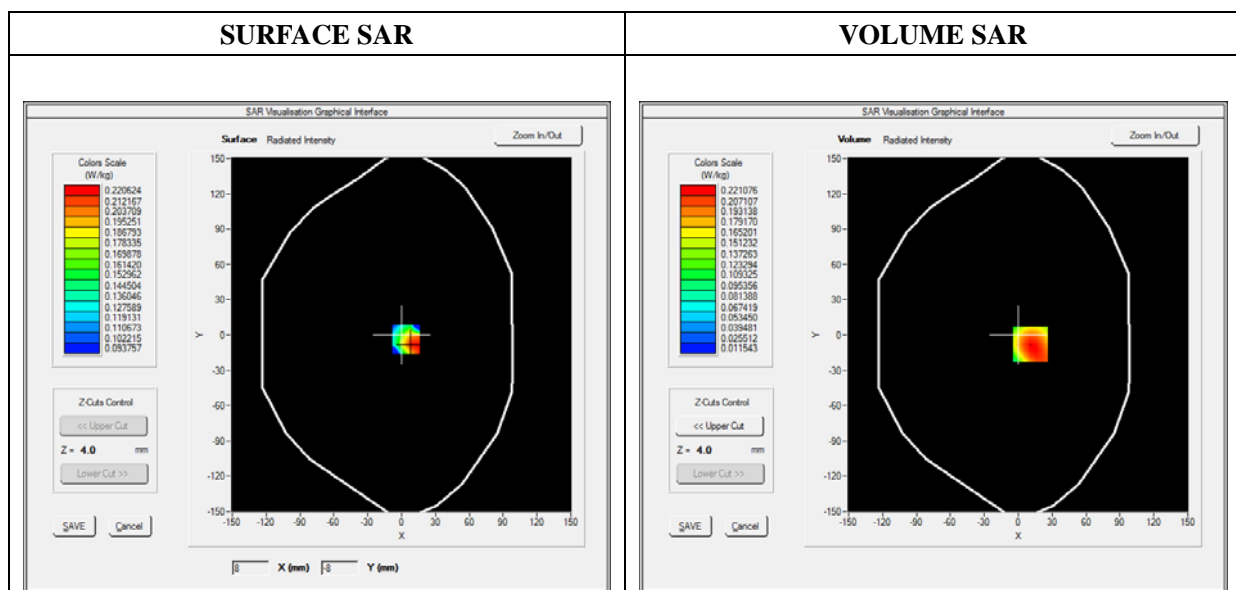 SURFACE SAR
VOLUME SAR
SAR Visualisation Graphical Interface
Surface Radiated Intensity
Zoom In/Out
Colors Scale
(W/kg)
0.220624
0.212167
0.203709
0.195251
0.186793
0.178335
0.169878
0.161420
0.152962
0.144504
0.136046
0.127589
0.119131
0.110673
0.102215
0.093757
Z-Cuts Control
<< Upper Cut
Z = 4.0 mm
Lower Cut >>
SAVE Cancel
150
120
90
60
30
0
-30
-60
-90
-120
-150
Y
-150 -120 -90 -60 -30 0 30 60 90 120 150
X
8 X (mm) -8 Y (mm)
SAR Visualisation Graphical Interface
Volume Radiated Intensity
Zoom In/Out
Colors Scale
(W/kg)
0.221076
0.207107
0.193138
0.179170
0.165201
0.151232
0.137263
0.123294
0.109325
0.095356
0.081388
0.067419
0.053450
0.039481
0.025512
0.011543
Z-Cuts Control
<< Upper Cut
Z = 4.0 mm
Lower Cut >>
SAVE Cancel
150
120
90
60
30
0
-30
-60
-90
-120
-150
Y
-150 -120 -90 -60 -30 0 30 60 90 120 150
X